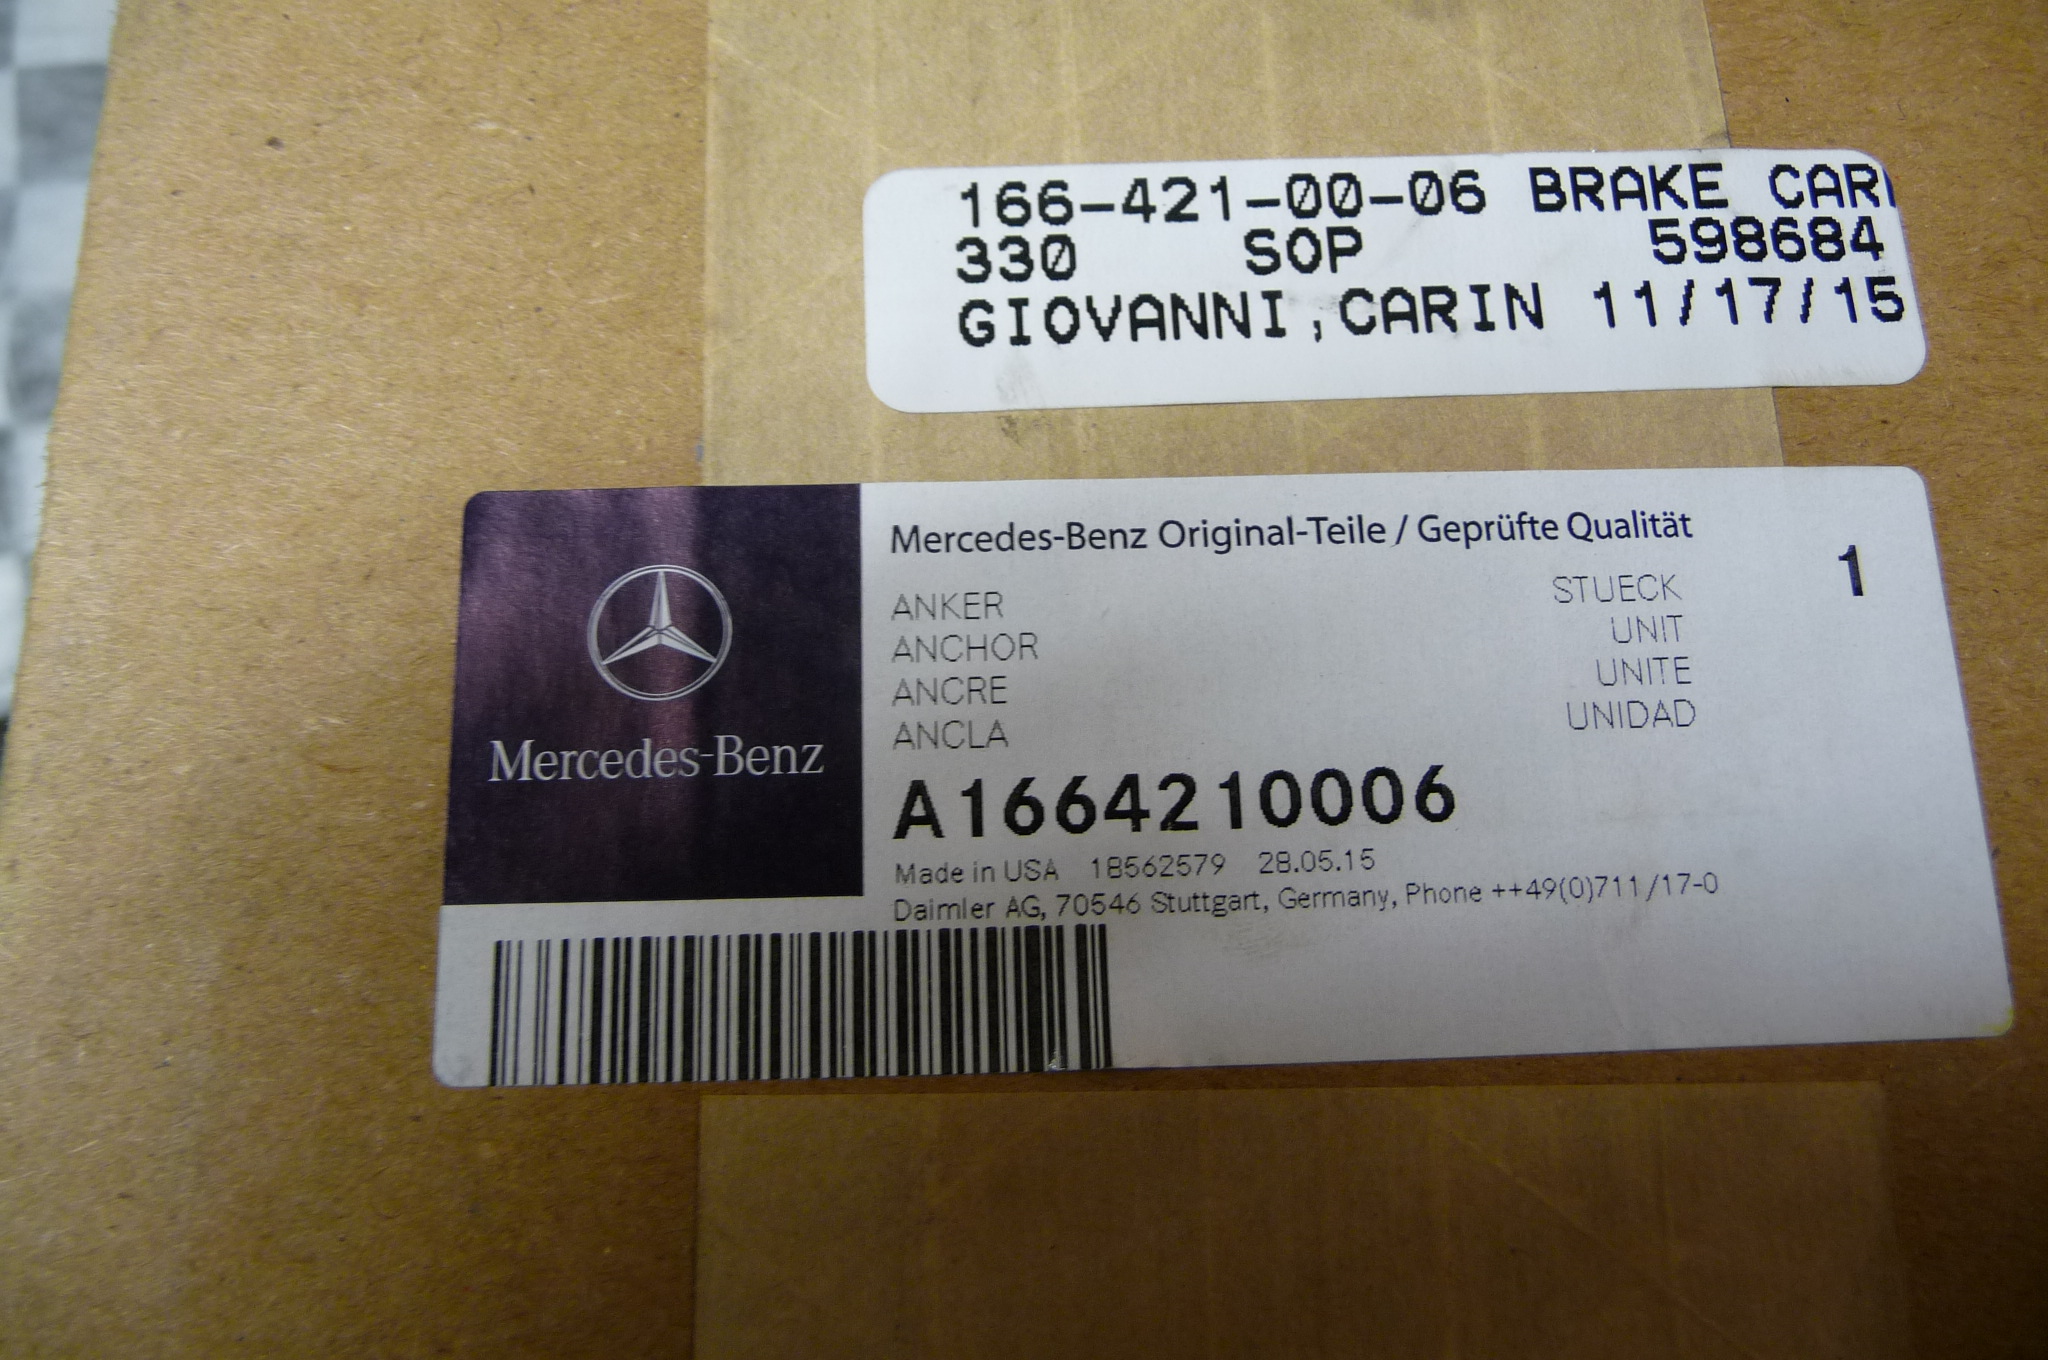 166-421-00-06 BRAKE CAR
330 SOP 598684
GIOVANNI,CARIN 11/17/15
Mercedes-Benz
Mercedes-Benz Original-Teile / Geprüfte Qualität
ANKER STUECK 1
ANCHOR UNIT
ANCRE UNITE
ANCLA UNIDAD
A1664210006
Made in USA 18562579 28.05.15
Daimler AG, 70546 Stuttgart, Germany, Phone ++49(0)711/17-0